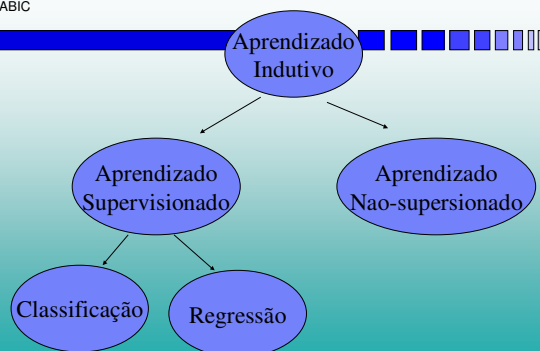 ABIC
Aprendizado
Indutivo
Aprendizado
Supervisionado
Aprendizado
Nao-supersionado
Classificação
Regressão